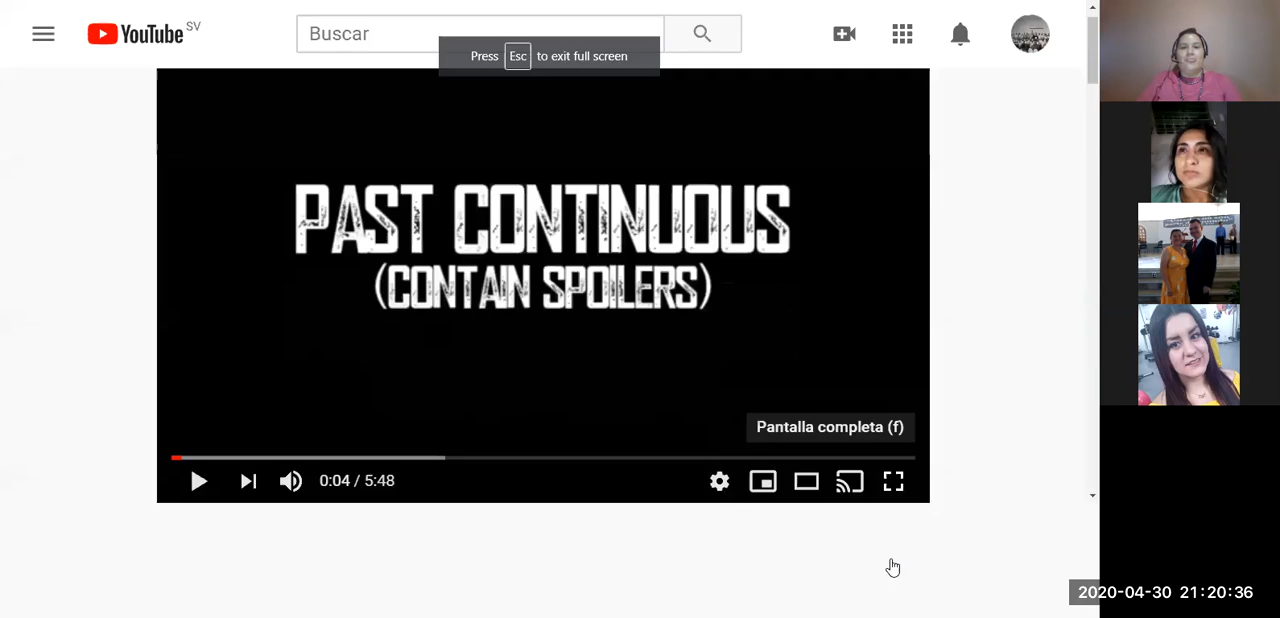 YouTube SV
Buscar
Press Esc to exit full screen
PAST CONTINUOUS
(CONTAIN SPOILERS)
Pantalla completa (f)
0:04 / 5:48
2020-04-30 21:20:36